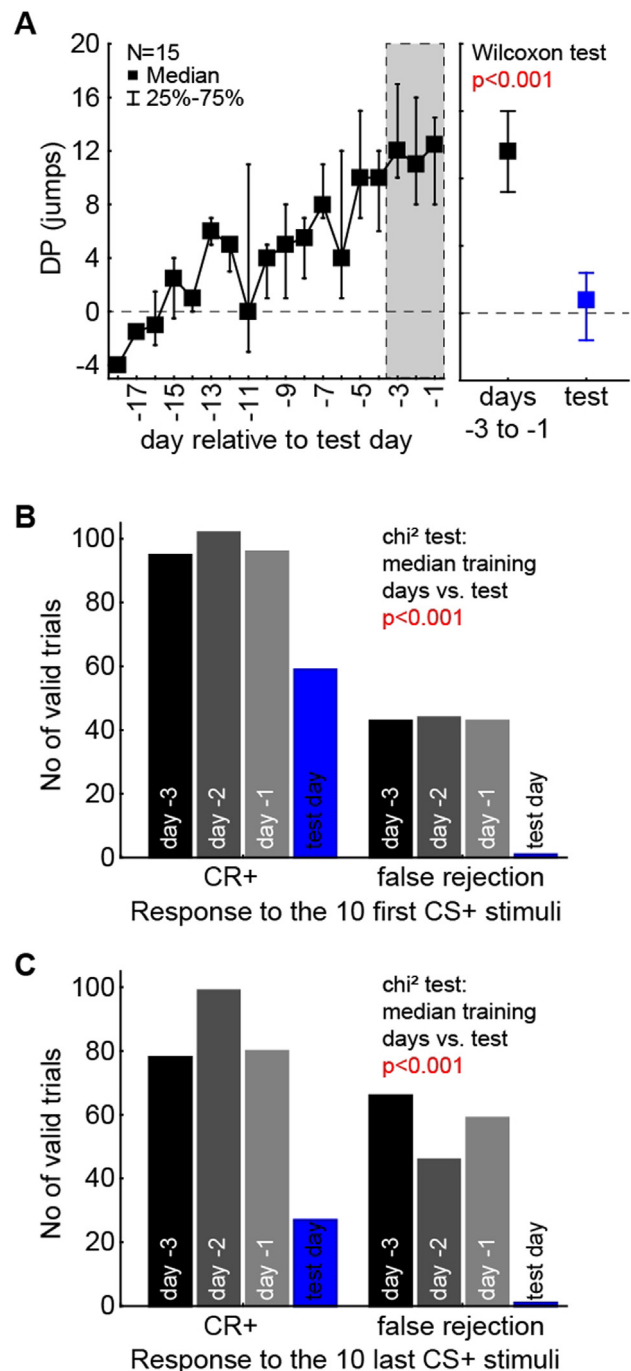 A
N=15
Median
25%-75%
Wilcoxon test
p<0.001
DP (jumps)
20
16
12
8
4
0
-4
-17
-15
-13
-11
-9
-7
-5
-3
-1
day relative to test day
days
-3 to -1
test
B
chi² test:
median training
days vs. test
p<0.001
No of valid trials
100
80
60
40
20
0
day -3
day -2
day -1
test day
day -3
day -2
day -1
test day
CR+
false rejection
Response to the 10 first CS+ stimuli
C
chi² test:
median training
days vs. test
p<0.001
No of valid trials
100
80
60
40
20
0
day -3
day -2
day -1
test day
day -3
day -2
day -1
test day
CR+
false rejection
Response to the 10 last CS+ stimuli